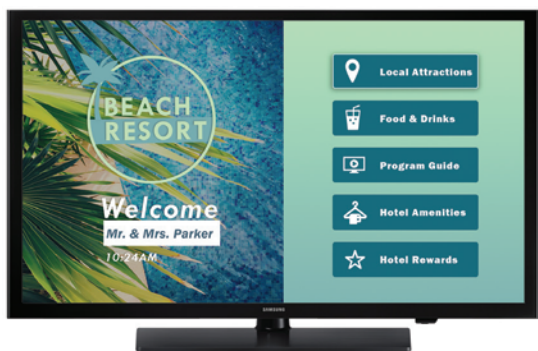 BEACH
RESORT
Welcome
Mr. & Mrs. Parker
10:24AM
Local Attractions
Food & Drinks
Program Guide
Hotel Amenities
Hotel Rewards
SAMSUNG